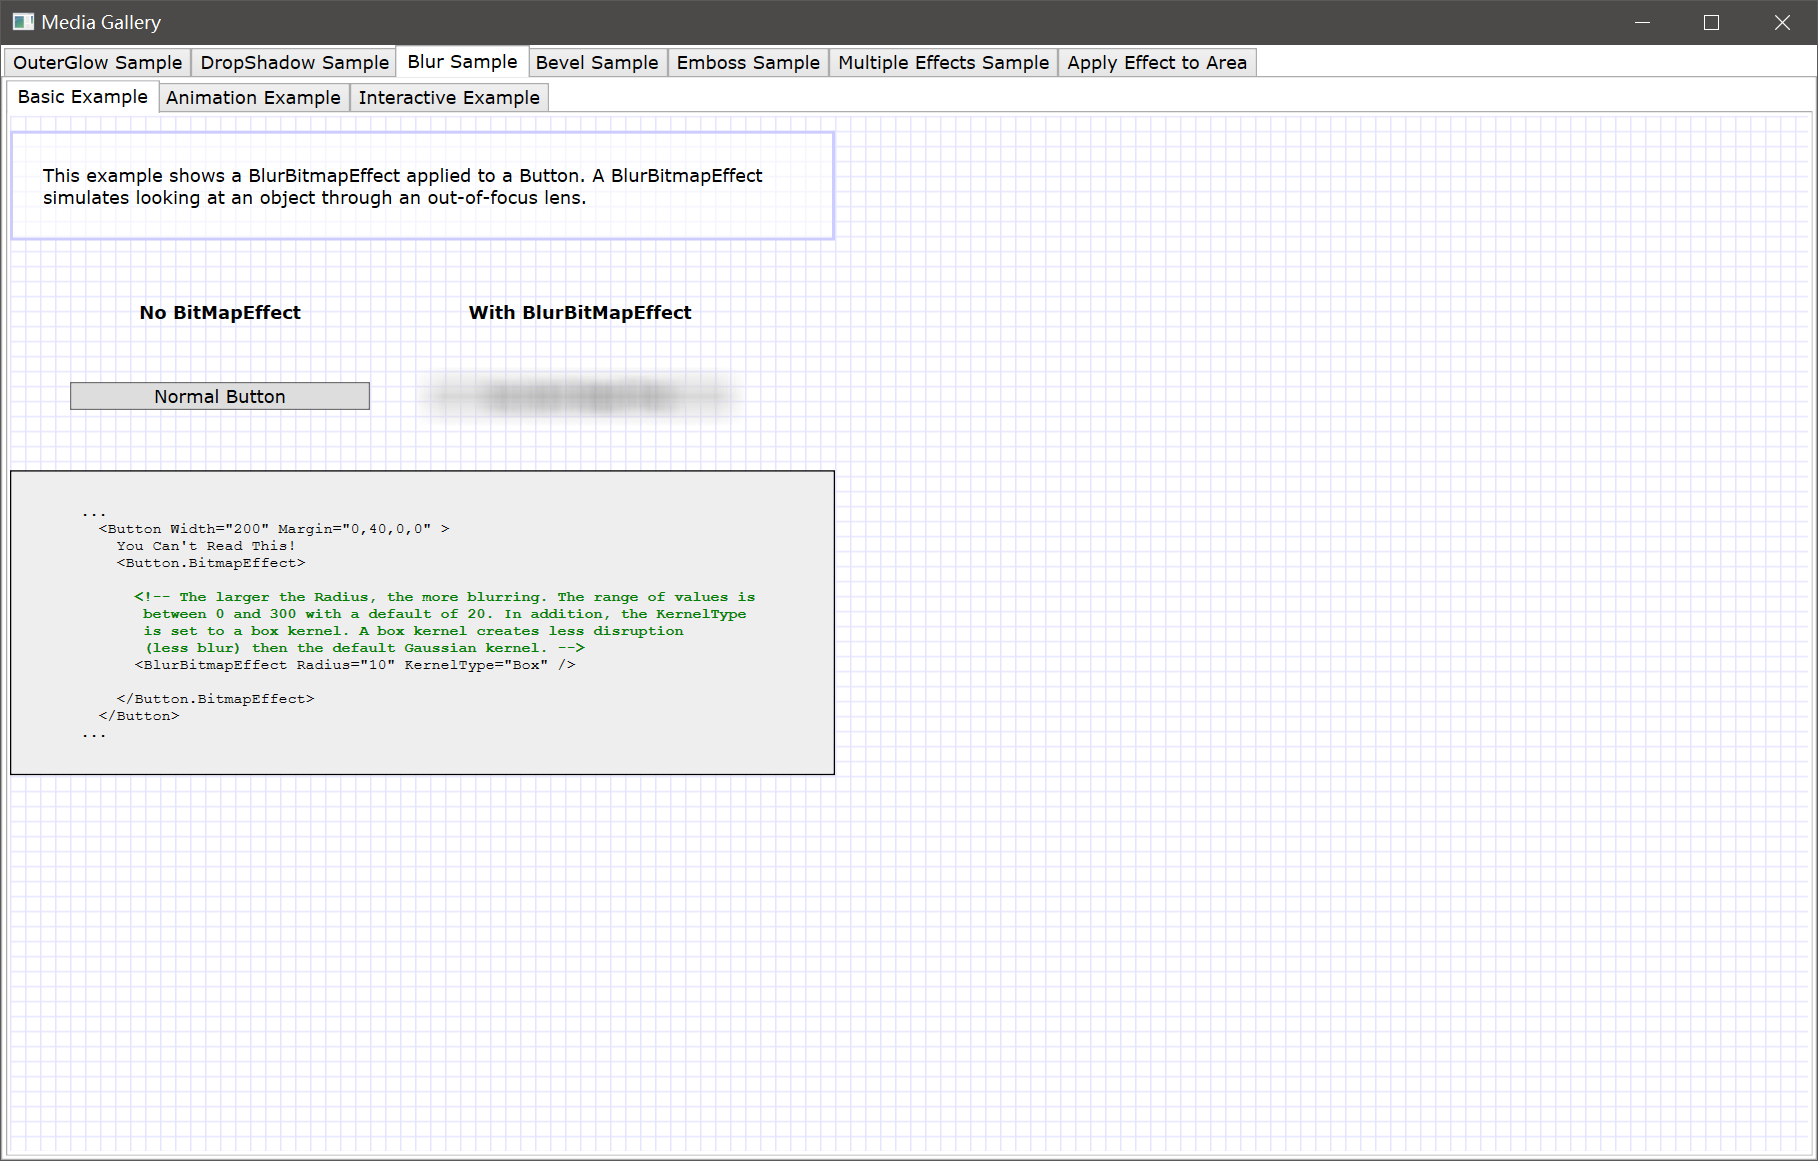 Media Gallery
OuterGlow Sample DropShadow Sample Blur Sample Bevel Sample Emboss Sample Multiple Effects Sample Apply Effect to Area
Basic Example Animation Example Interactive Example
This example shows a BlurBitmapEffect applied to a Button. A BlurBitmapEffect
simulates looking at an object through an out-of-focus lens.
No BitMapEffect With BlurBitMapEffect
Normal Button
...
<Button Width="200" Margin="0,40,0,0" >
You Can't Read This!
<Button.BitmapEffect>
<!-- The larger the Radius, the more blurring. The range of values is
between 0 and 300 with a default of 20. In addition, the KernelType
is set to a box kernel. A box kernel creates less disruption
(less blur) then the default Gaussian kernel. -->
<BlurBitmapEffect Radius="10" KernelType="Box" />
</Button.BitmapEffect>
</Button>
...